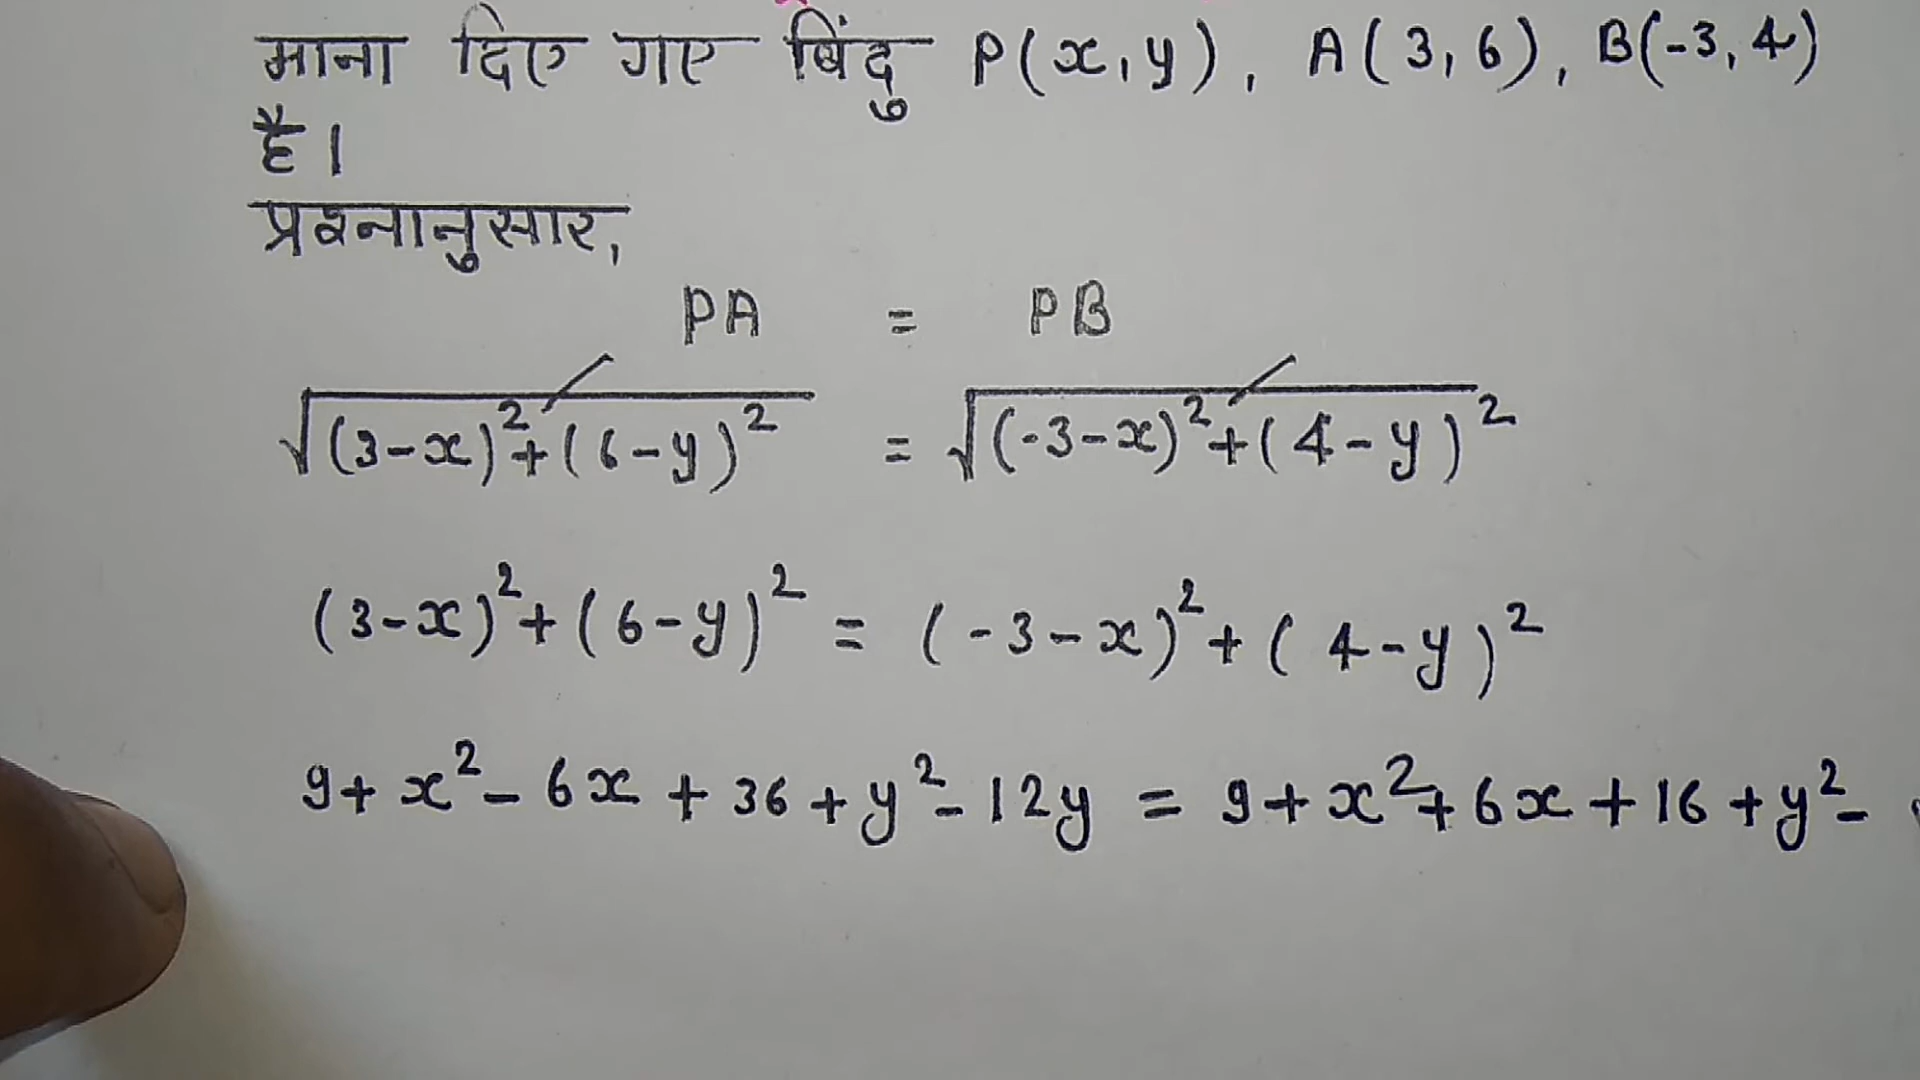 माना दिए गए बिंदु P(x,y), A(3,6), B(-3,4)
है।
प्रश्नानुसार,
PA = PB
√(3-x)²+(6-y)² = √(-3-x)²+(4-y)²
(3-x)²+(6-y)² = (-3-x)²+(4-y)²
9+x²-6x+36+y²-12y = 9+x²+6x+16+y²-